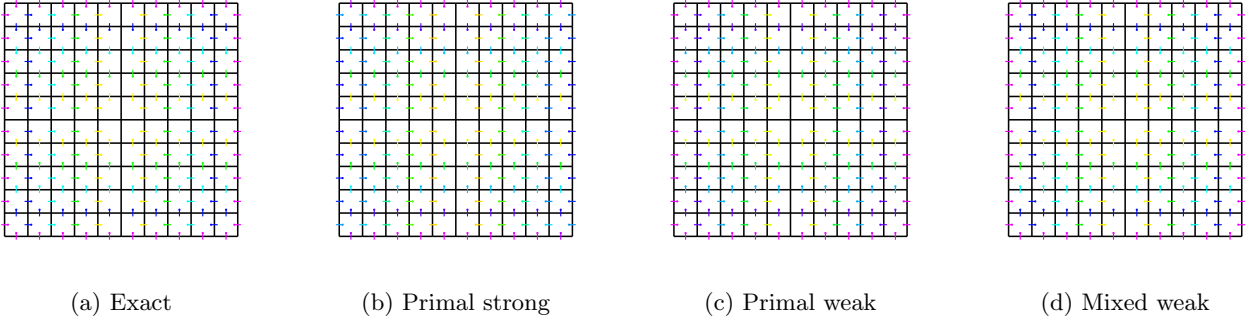 (a) Exact
(b) Primal strong
(c) Primal weak
(d) Mixed weak